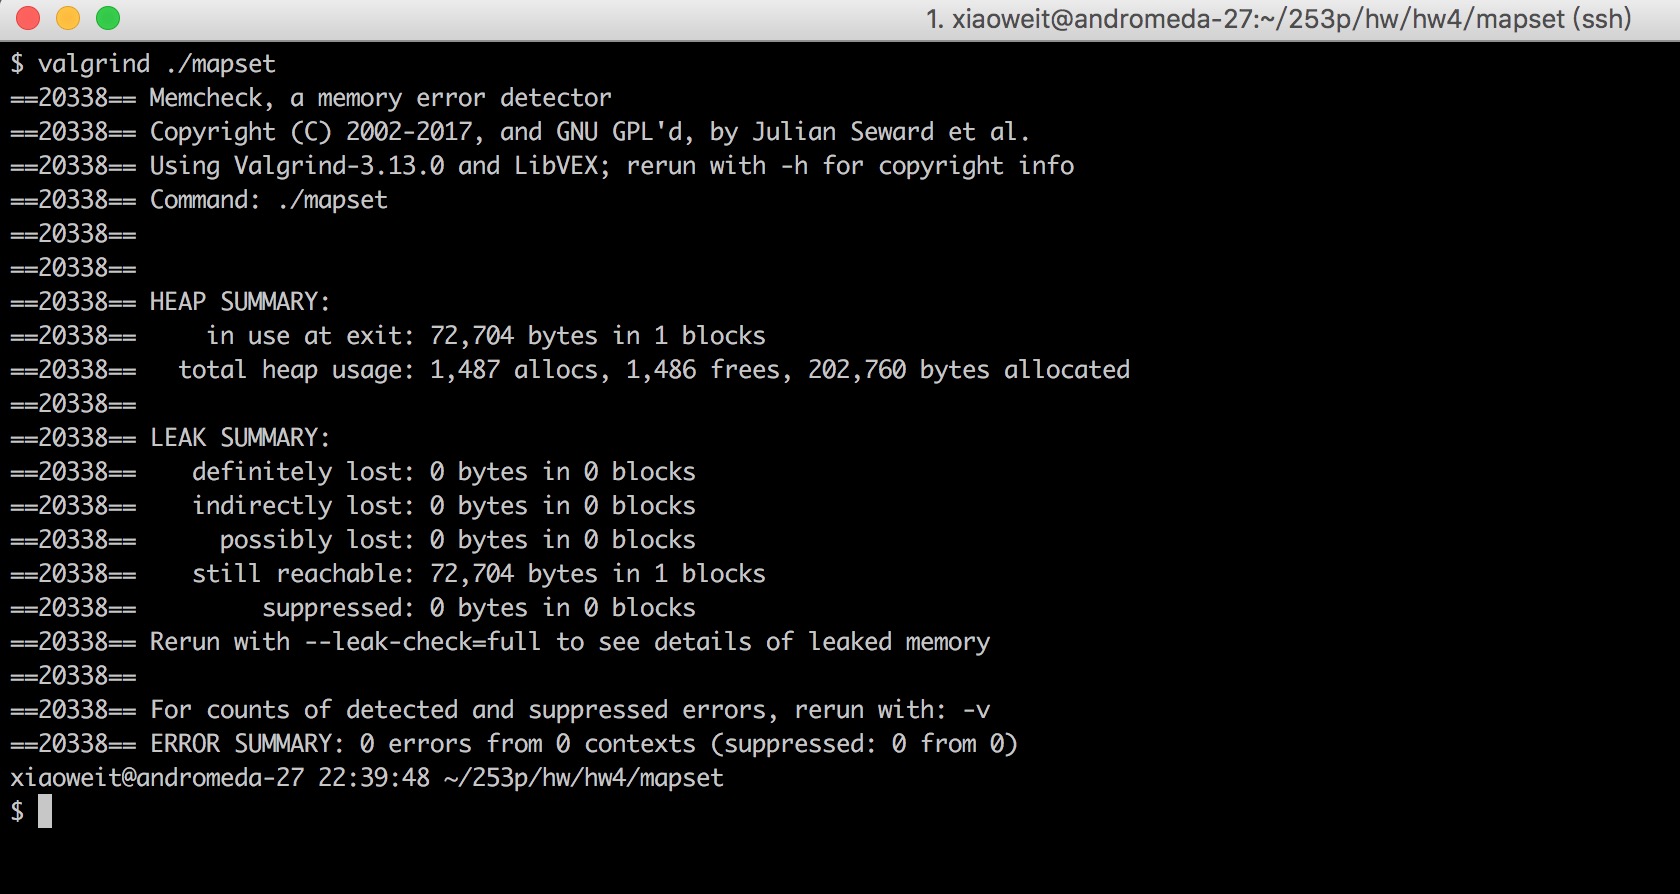 1. xiaoweit@andromeda-27:~/253p/hw/hw4/mapset (ssh)
$ valgrind ./mapset
==20338== Memcheck, a memory error detector
==20338== Copyright (C) 2002-2017, and GNU GPL'd, by Julian Seward et al.
==20338== Using Valgrind-3.13.0 and LibVEX; rerun with -h for copyright info
==20338== Command: ./mapset
==20338==
==20338==
==20338== HEAP SUMMARY:
==20338==     in use at exit: 72,704 bytes in 1 blocks
==20338==   total heap usage: 1,487 allocs, 1,486 frees, 202,760 bytes allocated
==20338==
==20338== LEAK SUMMARY:
==20338==    definitely lost: 0 bytes in 0 blocks
==20338==    indirectly lost: 0 bytes in 0 blocks
==20338==      possibly lost: 0 bytes in 0 blocks
==20338==    still reachable: 72,704 bytes in 1 blocks
==20338==         suppressed: 0 bytes in 0 blocks
==20338== Rerun with --leak-check=full to see details of leaked memory
==20338==
==20338== For counts of detected and suppressed errors, rerun with: -v
==20338== ERROR SUMMARY: 0 errors from 0 contexts (suppressed: 0 from 0)
xiaoweit@andromeda-27 22:39:48 ~/253p/hw/hw4/mapset
$